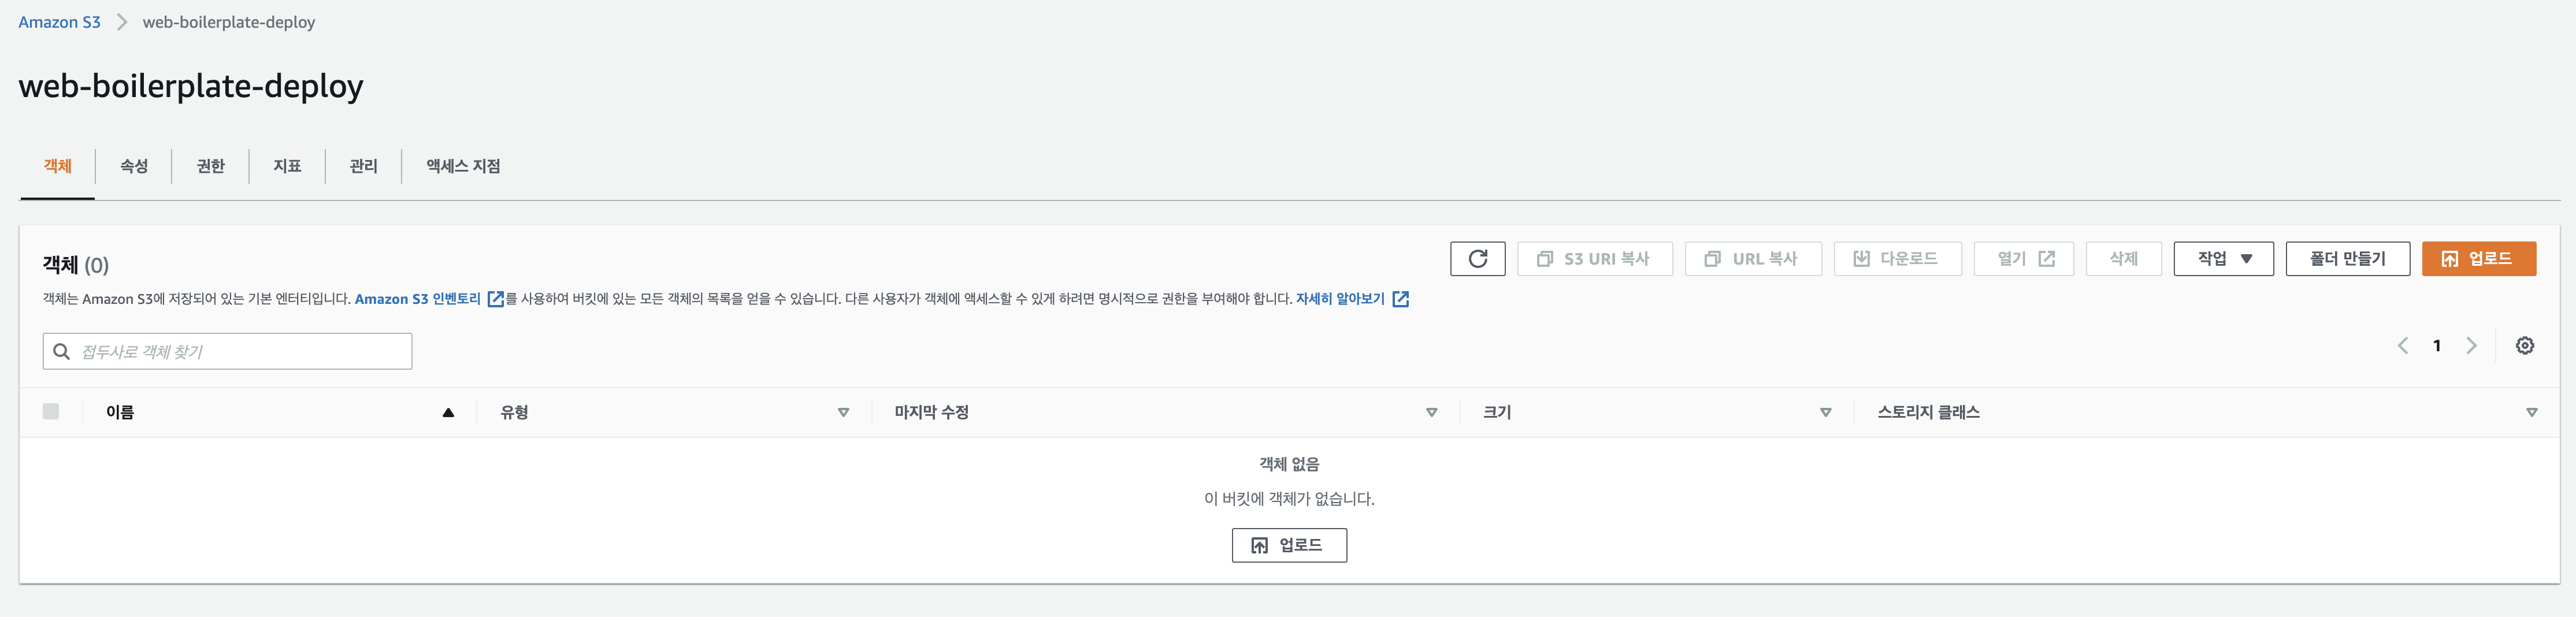 Amazon S3 web-boilerplate-deploy
web-boilerplate-deploy
객체 속성 권한 지표 관리 액세스 지점
객체 (0)
S3 URI 복사 URL 복사 다운로드 열기 삭제 작업 폴더 만들기 업로드
객체는 Amazon S3에 저장되어 있는 기본 엔터티입니다. Amazon S3 인벤토리 를 사용하여 버킷에 있는 모든 객체의 목록을 얻을 수 있습니다. 다른 사용자가 객체에 액세스할 수 있게 하려면 명시적으로 권한을 부여해야 합니다. 자세히 알아보기
접두사로 객체 찾기
1
이름 유형 마지막 수정 크기 스토리지 클래스
객체 없음
이 버킷에 객체가 없습니다.
업로드